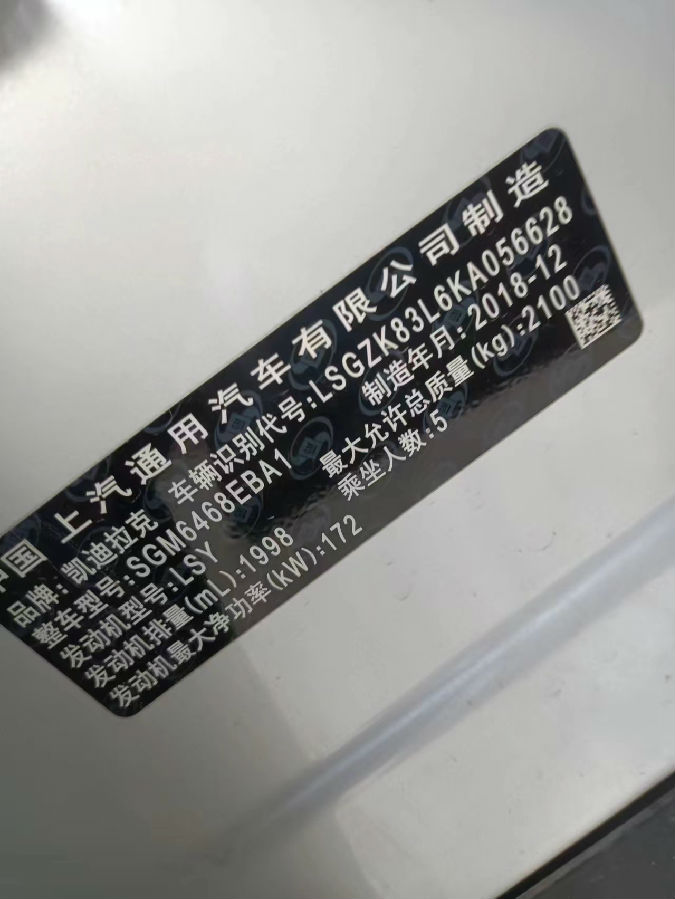 中国 上汽通用汽车有限公司制造
品牌:凯迪拉克 车辆识别代号:LSGZK83L6KA056628
整车型号:SGM6468EBA1 制造年月:2018-12
发动机型号:LSY 最大允许总质量(kg):2100
发动机排量(mL):1998 乘坐人数:5
发动机最大净功率(kW):172